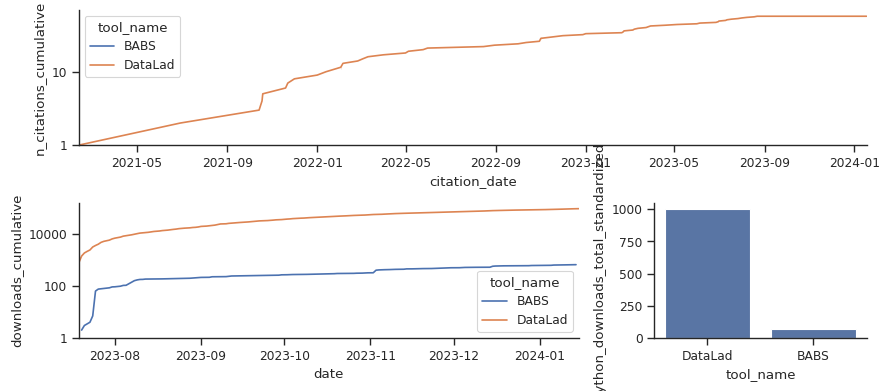 n_citations_cumulative
tool_name
BABS
DataLad
10
1
2021-05 2021-09 2022-01 2022-05 2022-09 2023-01 2023-05 2023-09 2024-01
citation_date
downloads_cumulative
10000
100
1
tool_name
BABS
DataLad
2023-08 2023-09 2023-10 2023-11 2023-12 2024-01
date
ython_downloads_total_standardized
1000
750
500
250
0
DataLad BABS
tool_name